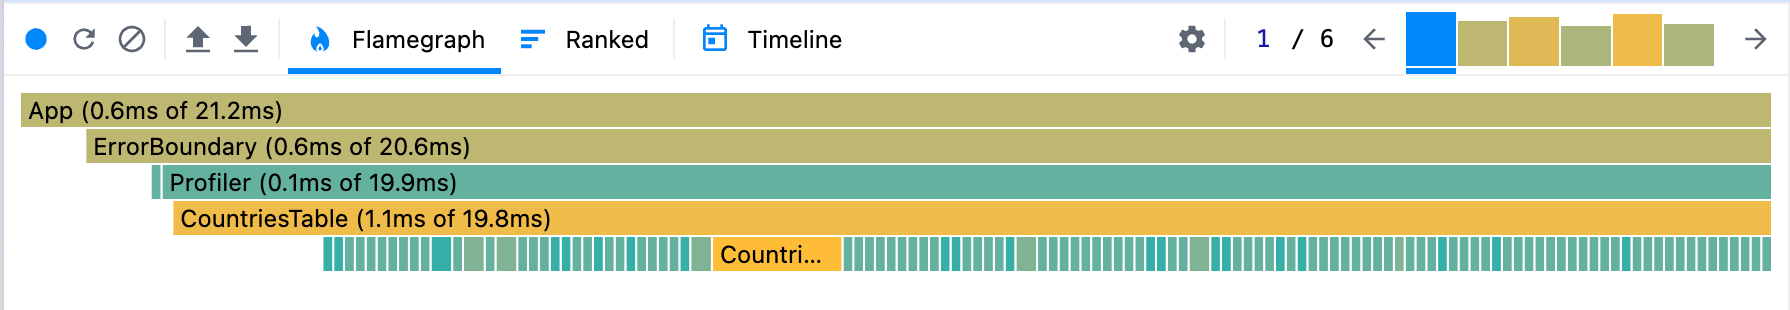 Flamegraph Ranked Timeline 1 / 6
App (0.6ms of 21.2ms)
ErrorBoundary (0.6ms of 20.6ms)
Profiler (0.1ms of 19.9ms)
CountriesTable (1.1ms of 19.8ms)
Countri...